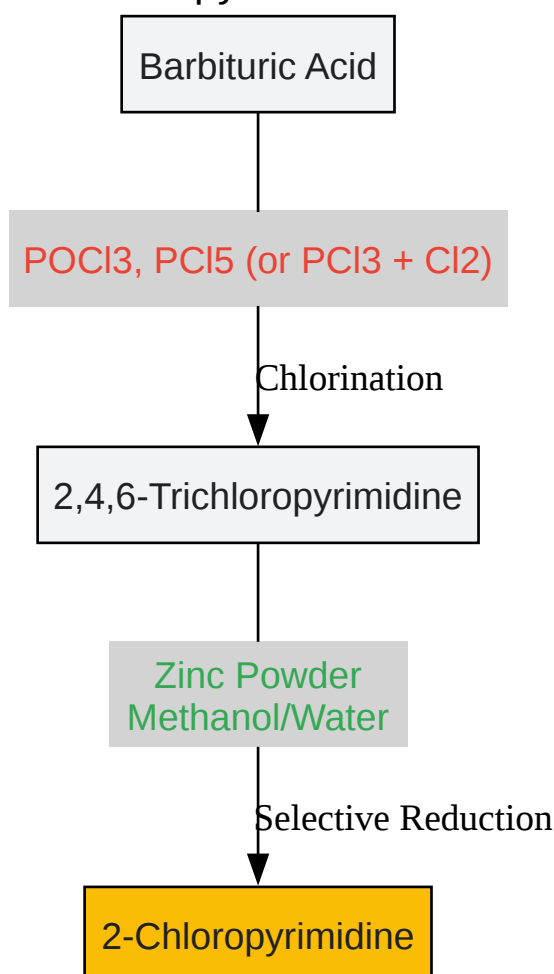 Barbituric Acid
POCl3, PCl5 (or PCl3 + Cl2)
Chlorination
2,4,6-Trichloropyrimidine
Zinc Powder
Methanol/Water
Selective Reduction
2-Chloropyrimidine